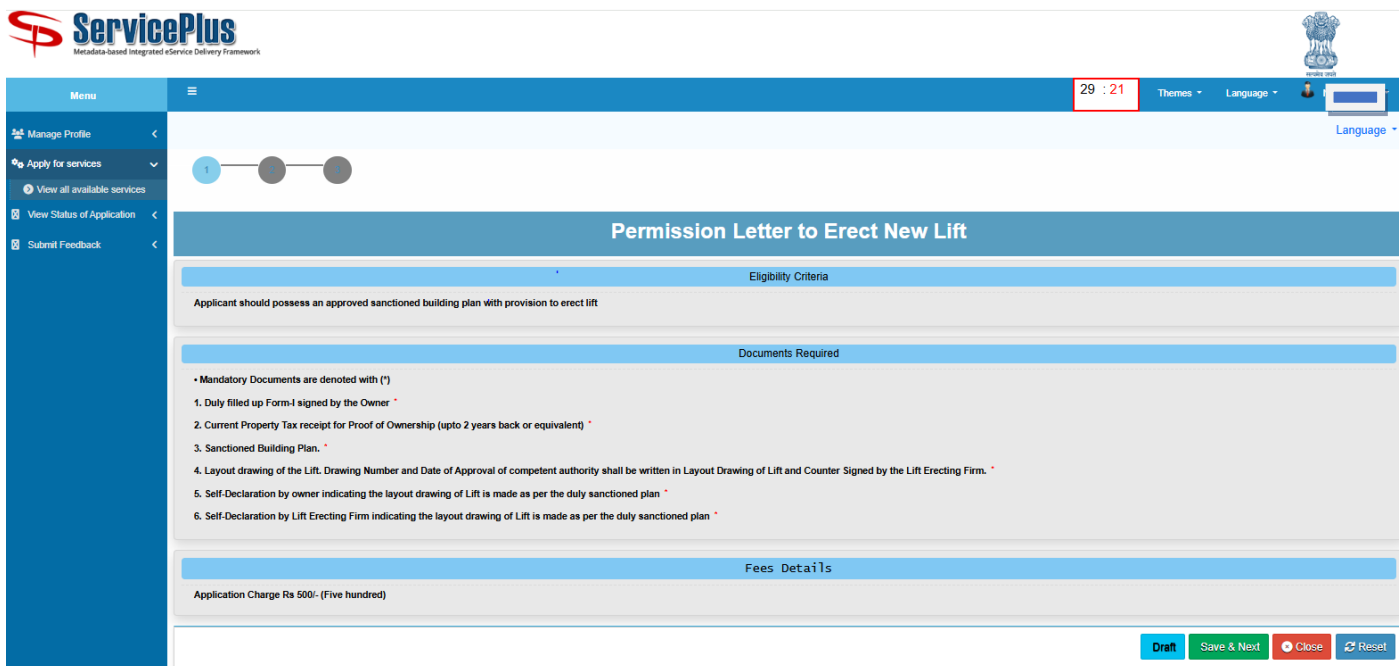 ServicePlus
Metadata-based Integrated eService Delivery Framework
सत्यमेव जयते
Menu
29 : 21
Themes
Language
Manage Profile
Language
Apply for services
1
View all available services
View Status of Application
Submit Feedback
Permission Letter to Erect New Lift
Eligibility Criteria
Applicant should possess an approved sanctioned building plan with provision to erect lift
Documents Required
• Mandatory Documents are denoted with (*)
1. Duly filled up Form-I signed by the Owner *
2. Current Property Tax receipt for Proof of Ownership (upto 2 years back or equivalent) *
3. Sanctioned Building Plan. *
4. Layout drawing of the Lift. Drawing Number and Date of Approval of competent authority shall be written in Layout Drawing of Lift and Counter Signed by the Lift Erecting Firm. *
5. Self-Declaration by owner indicating the layout drawing of Lift is made as per the duly sanctioned plan *
6. Self-Declaration by Lift Erecting Firm indicating the layout drawing of Lift is made as per the duly sanctioned plan *
Fees Details
Application Charge Rs 500/- (Five hundred)
Draft
Save & Next
Close
Reset